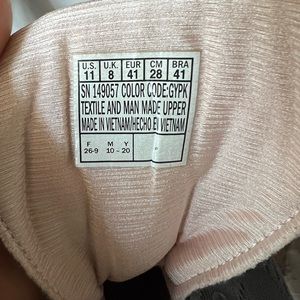 U.S. U.K. EUR CM BRA
11 8 41 28 41
SN 149057 COLOR CODE:GYPK
TEXTILE AND MAN MADE UPPER
MADE IN VIETNAM/HECHO EN VIETNAM
F M Y
26-9 10 - 20